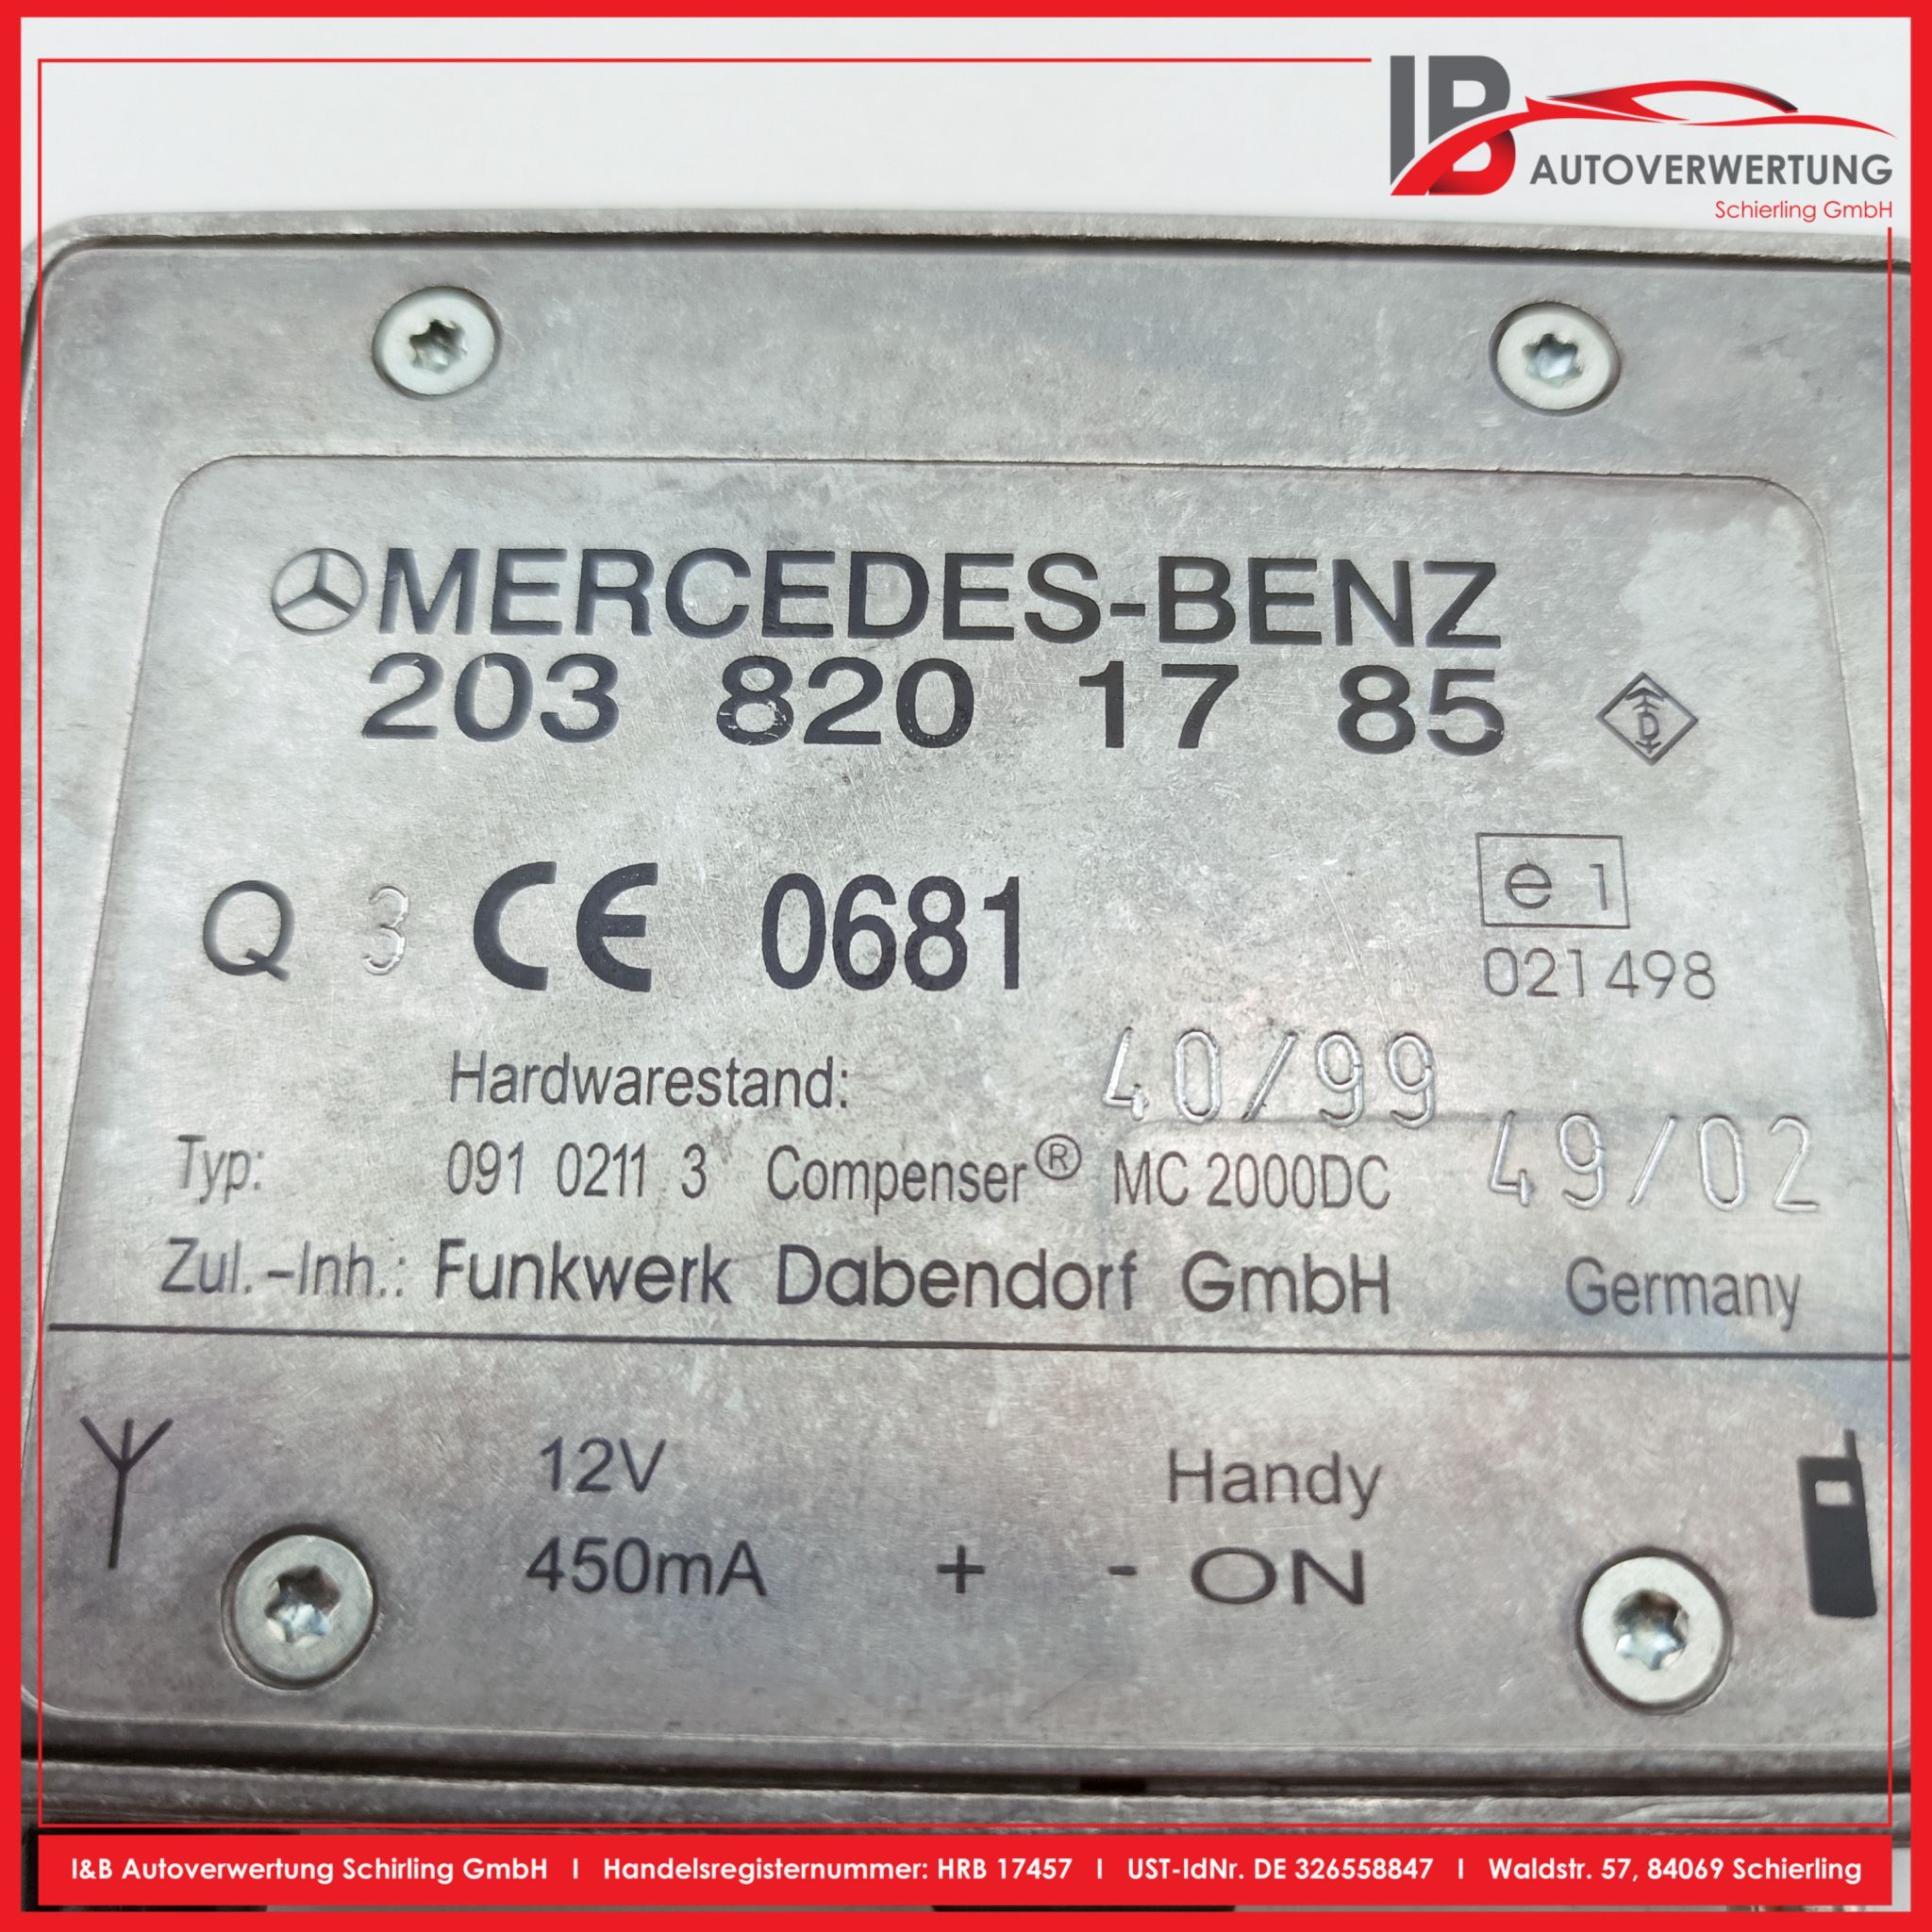 IB
AUTOVERWERTUNG
Schierling GmbH
MERCEDES-BENZ
203 820 17 85
D
Q 3 CE 0681
e 1
021498
Hardwarestand: 40/99
Typ: 091 0211 3 Compenser® MC 2000DC 49/02
Zul.-Inh.: Funkwerk Dabendorf GmbH Germany
12V Handy
450mA + - ON
I&B Autoverwertung Schirling GmbH I Handelsregisternummer: HRB 17457 I UST-IdNr. DE 326558847 I Waldstr. 57, 84069 Schierling